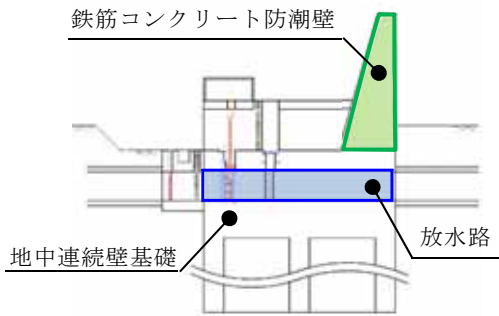 鉄筋コンクリート防潮壁
放水路
地中連続壁基礎